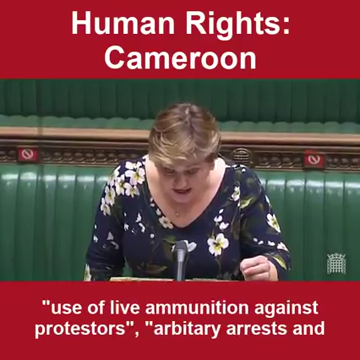 Human Rights:
Cameroon
"use of live ammunition against
protestors", "arbitary arrests and